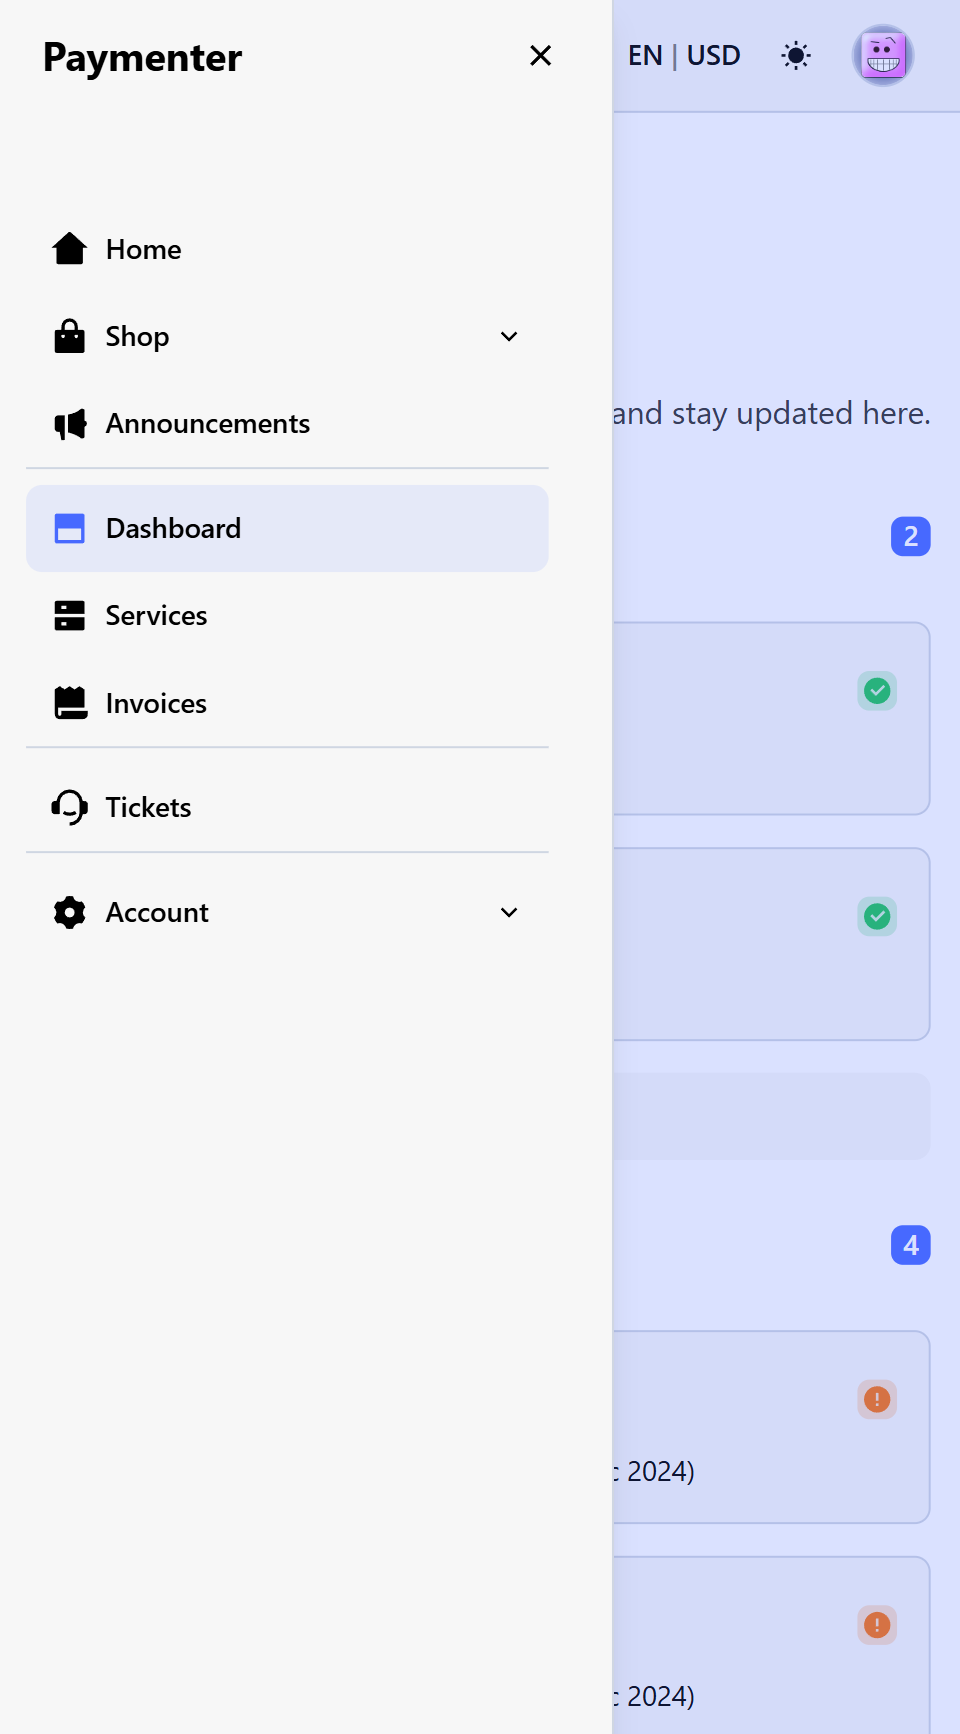 Paymenter
EN | USD
Home
Shop
Announcements
and stay updated here.
Dashboard
2
Services
Invoices
Tickets
Account
4
2024)
2024)